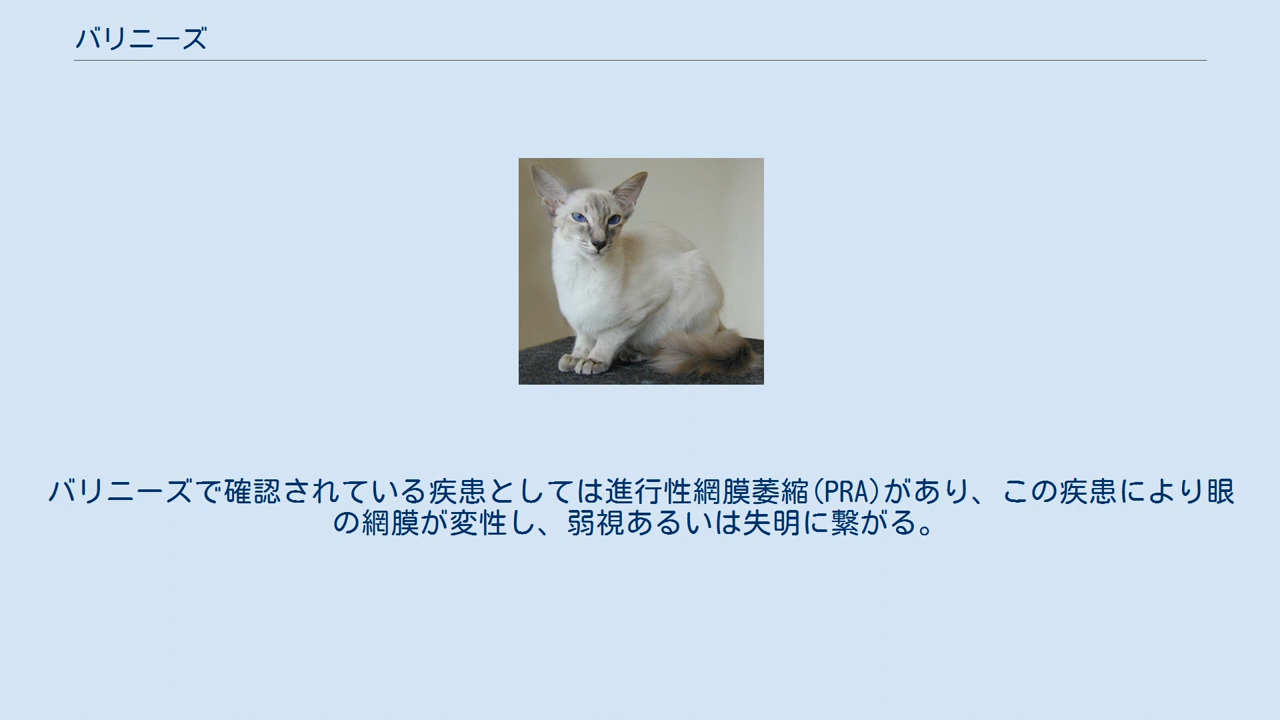 バリニーズ
バリニーズで確認されている疾患としては進行性網膜萎縮(PRA)があり、この疾患により眼
の網膜が変性し、弱視あるいは失明に繋がる。